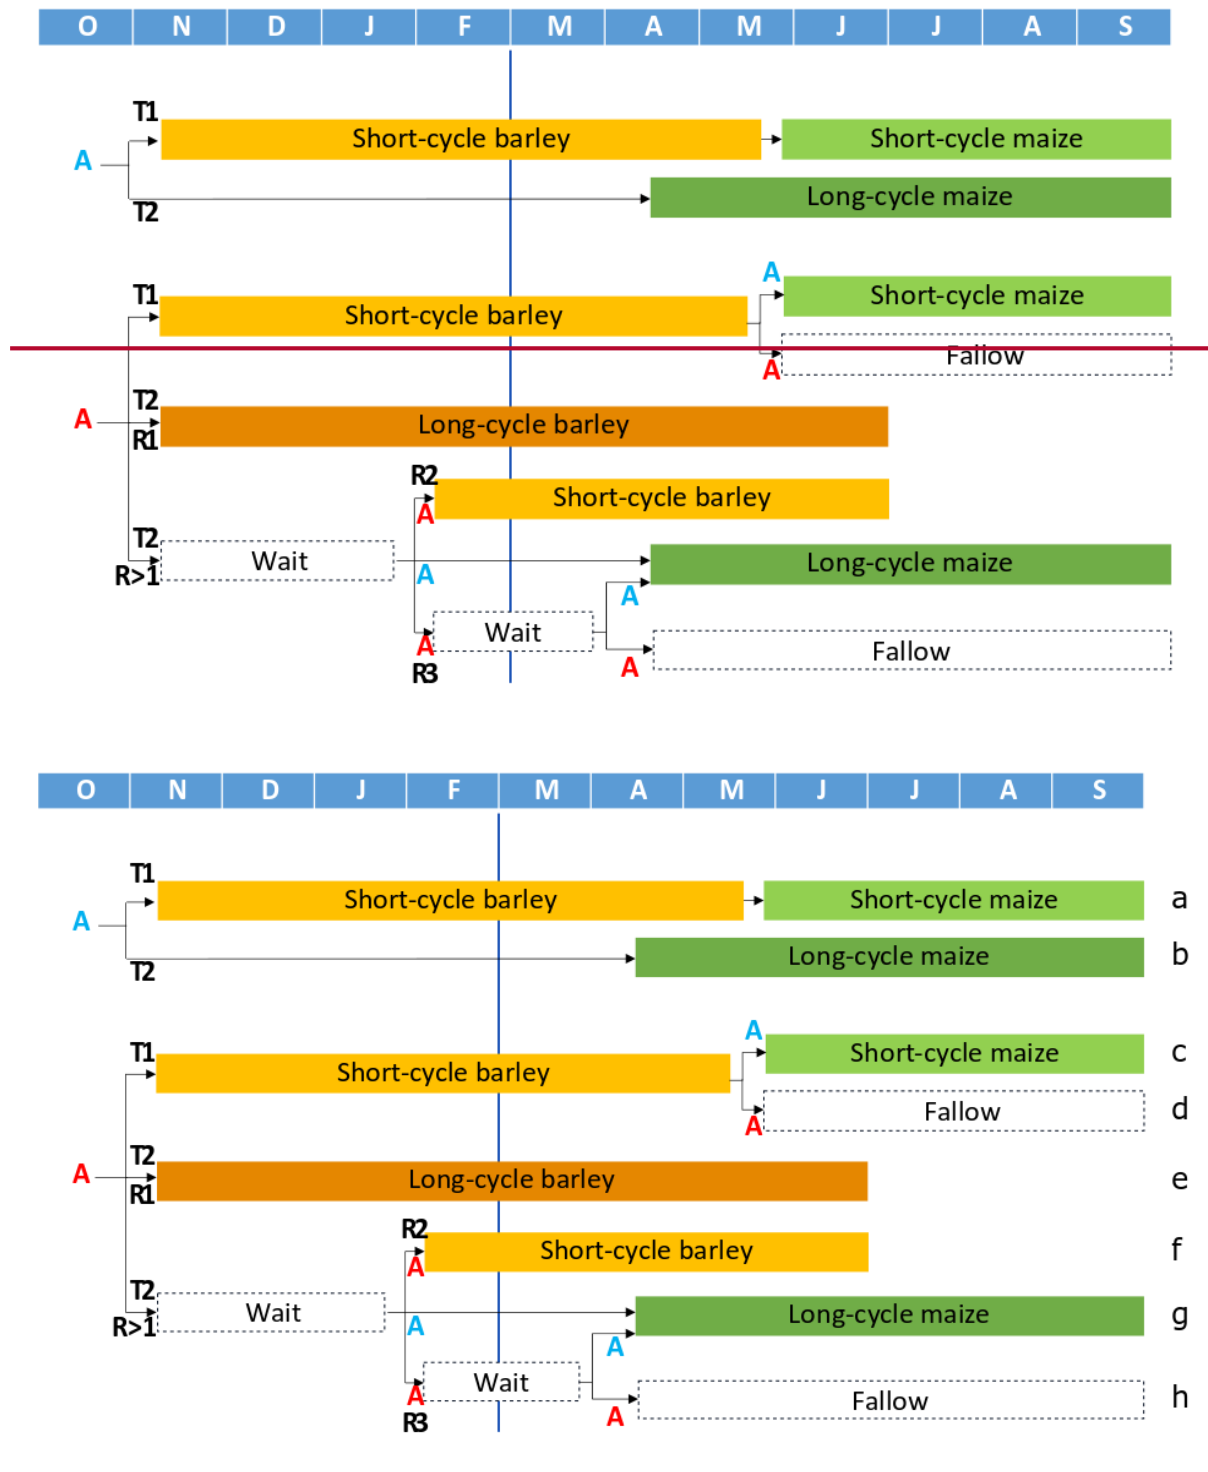 O N D J F M A M J J A S
T1
Short-cycle barley Short-cycle maize
A
Long-cycle maize
T2
A
T1 Short-cycle maize
Short-cycle barley
Fallow
A
T2
A Long-cycle barley
R1
R2
Short-cycle barley
A
T2
Wait Long-cycle maize
R>1 A
A
Wait
A
Fallow
A
R3
O N D J F M A M J J A S
T1
Short-cycle barley Short-cycle maize a
A
Long-cycle maize b
T2
A
T1 Short-cycle maize c
Short-cycle barley
Fallow d
A
T2
A Long-cycle barley e
R1
R2
Short-cycle barley f
A
T2
Wait Long-cycle maize g
R>1 A
A
Wait
A
Fallow h
A
R3